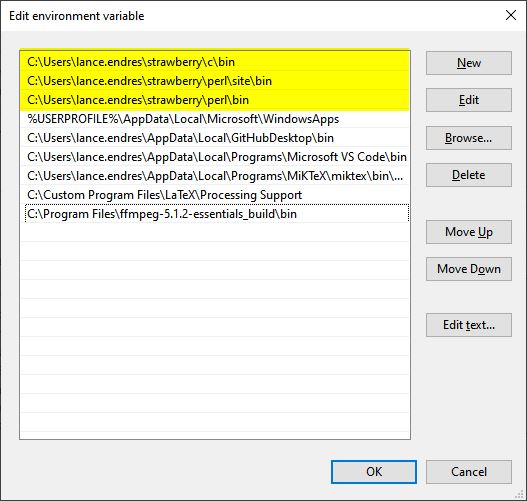 Edit environment variable
C:\Users\lance.endres\strawberry\c\bin
C:\Users\lance.endres\strawberry\perl\site\bin
C:\Users\lance.endres\strawberry\perl\bin
%USERPROFILE%\AppData\Local\Microsoft\WindowsApps
C:\Users\lance.endres\AppData\Local\GitHubDesktop\bin
C:\Users\lance.endres\AppData\Local\Programs\Microsoft VS Code\bin
C:\Users\lance.endres\AppData\Local\Programs\MiKTeX\miktex\bin\...
C:\Custom Program Files\LaTeX\Processing Support
C:\Program Files\ffmpeg-5.1.2-essentials_build\bin
New
Edit
Browse...
Delete
Move Up
Move Down
Edit text...
OK
Cancel